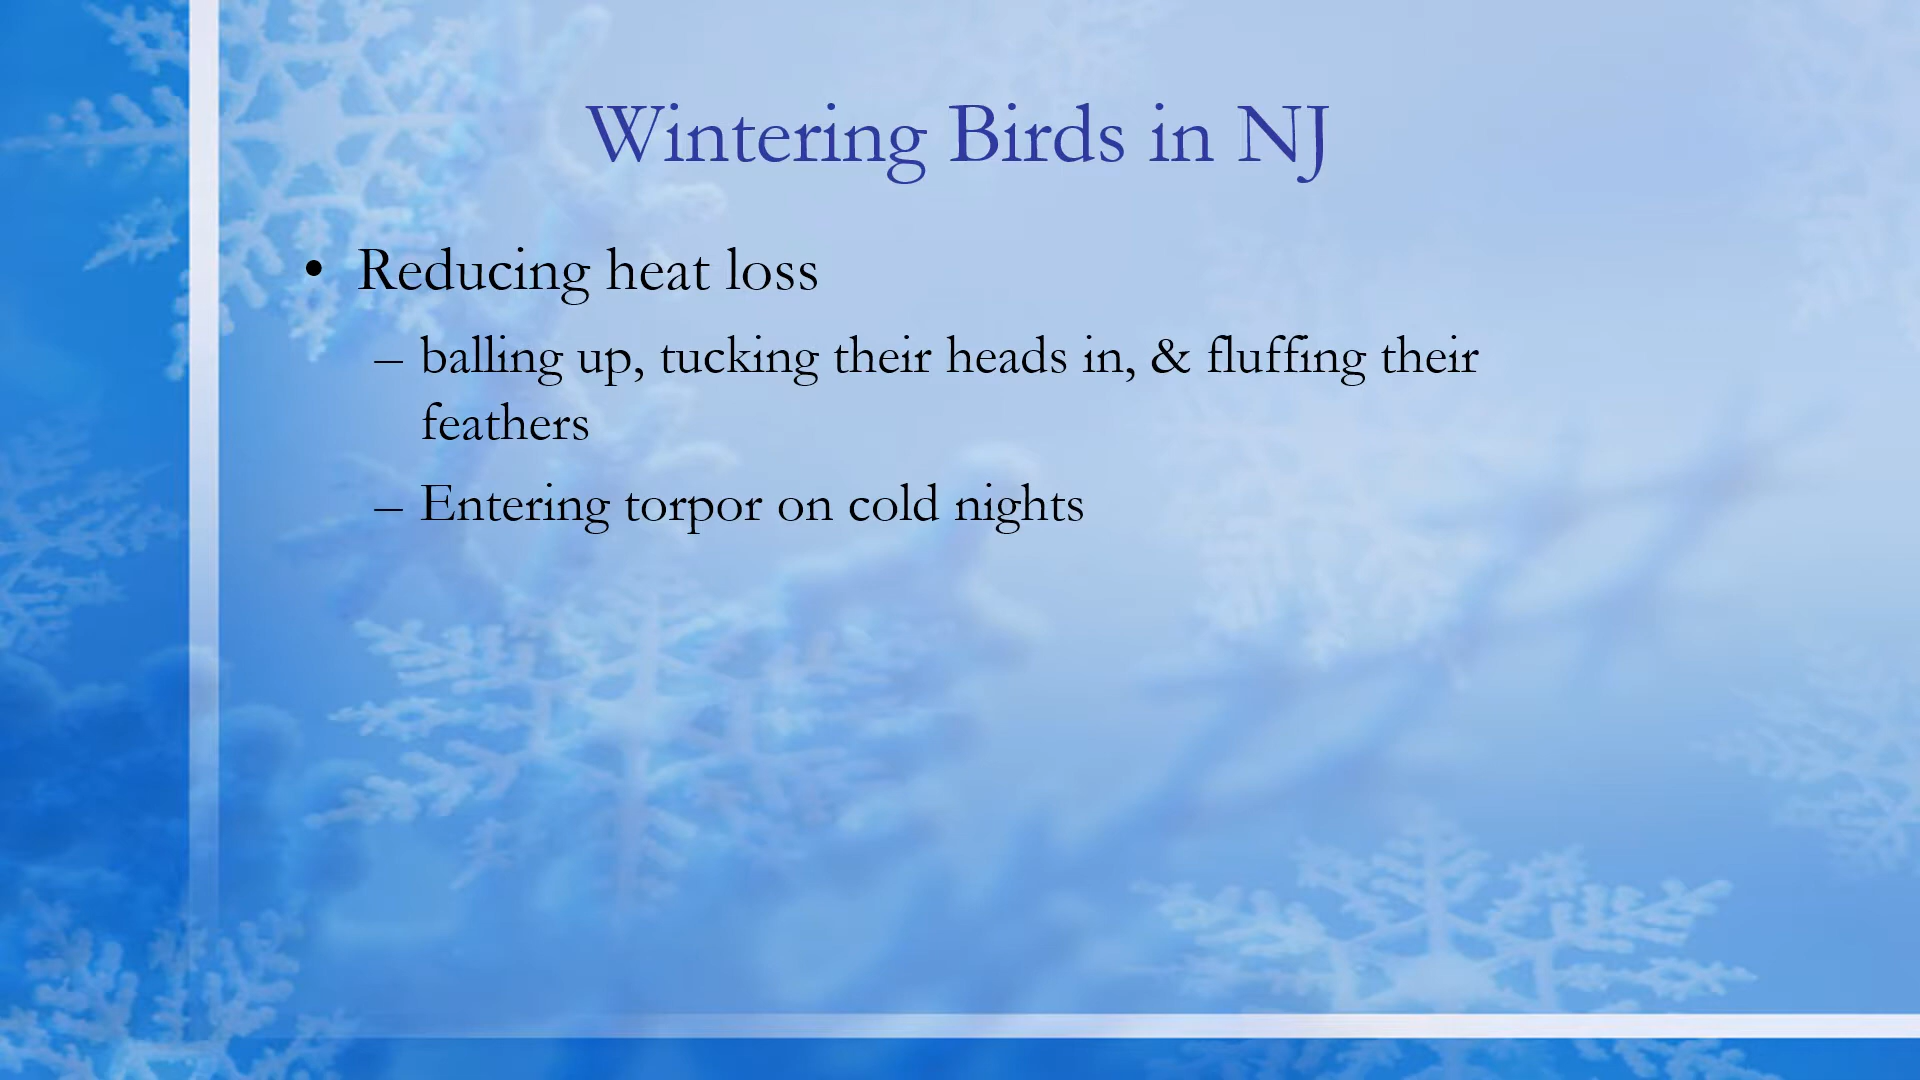 Wintering Birds in NJ
• Reducing heat loss
– balling up, tucking their heads in, & fluffing their
feathers
– Entering torpor on cold nights